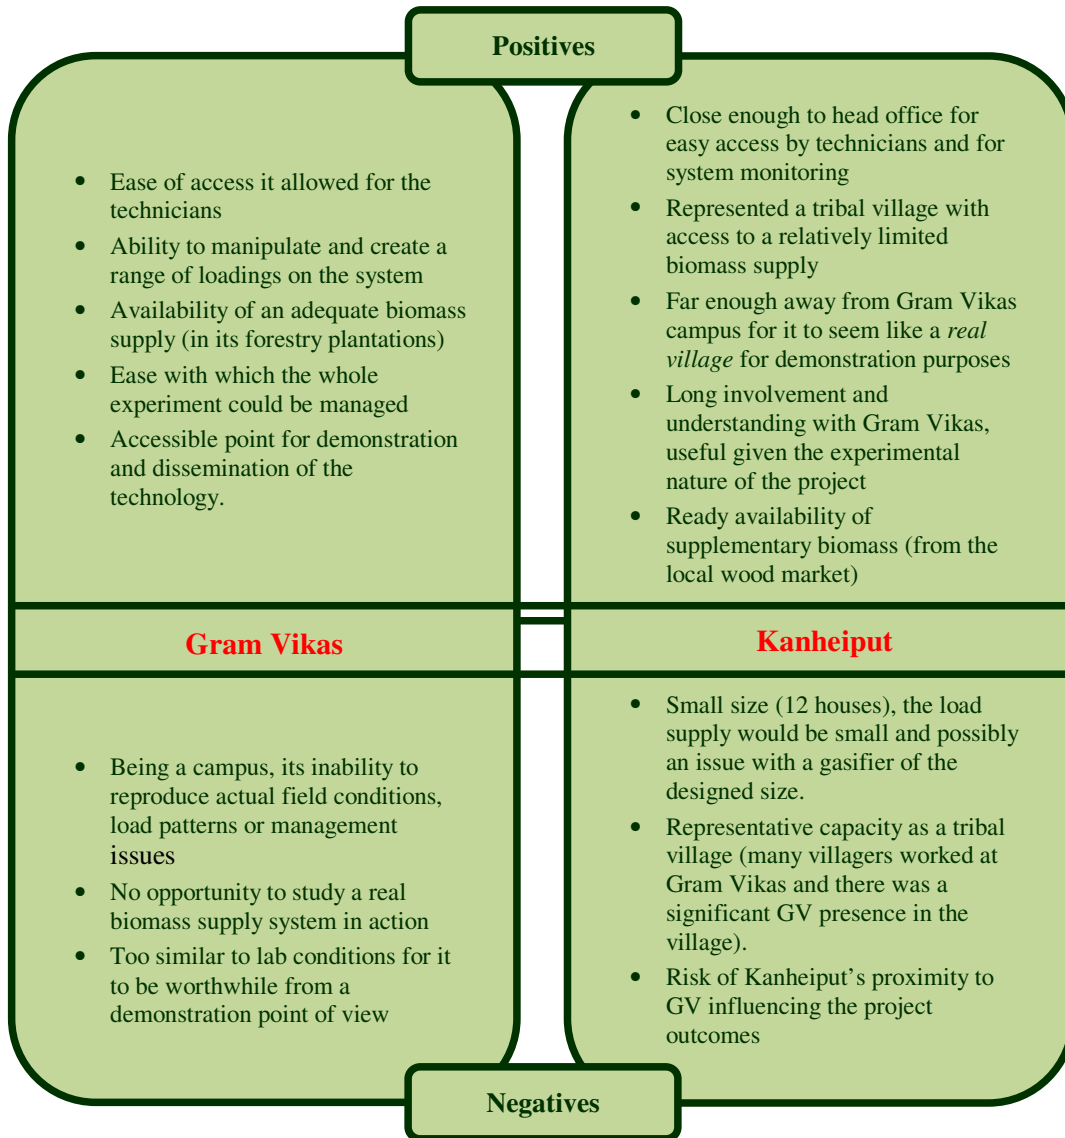 Positives
• Ease of access it allowed for the
technicians
• Ability to manipulate and create a
range of loadings on the system
• Availability of an adequate biomass
supply (in its forestry plantations)
• Ease with which the whole
experiment could be managed
• Accessible point for demonstration
and dissemination of the
technology.
• Close enough to head office for
easy access by technicians and for
system monitoring
• Represented a tribal village with
access to a relatively limited
biomass supply
• Far enough away from Gram Vikas
campus for it to seem like a real
village for demonstration purposes
• Long involvement and
understanding with Gram Vikas,
useful given the experimental
nature of the project
• Ready availability of
supplementary biomass (from the
local wood market)
Gram Vikas
Kanheiput
• Being a campus, its inability to
reproduce actual field conditions,
load patterns or management
issues
• No opportunity to study a real
biomass supply system in action
• Too similar to lab conditions for it
to be worthwhile from a
demonstration point of view
• Small size (12 houses), the load
supply would be small and possibly
an issue with a gasifier of the
designed size.
• Representative capacity as a tribal
village (many villagers worked at
Gram Vikas and there was a
significant GV presence in the
village).
• Risk of Kanheiput's proximity to
GV influencing the project
outcomes
Negatives